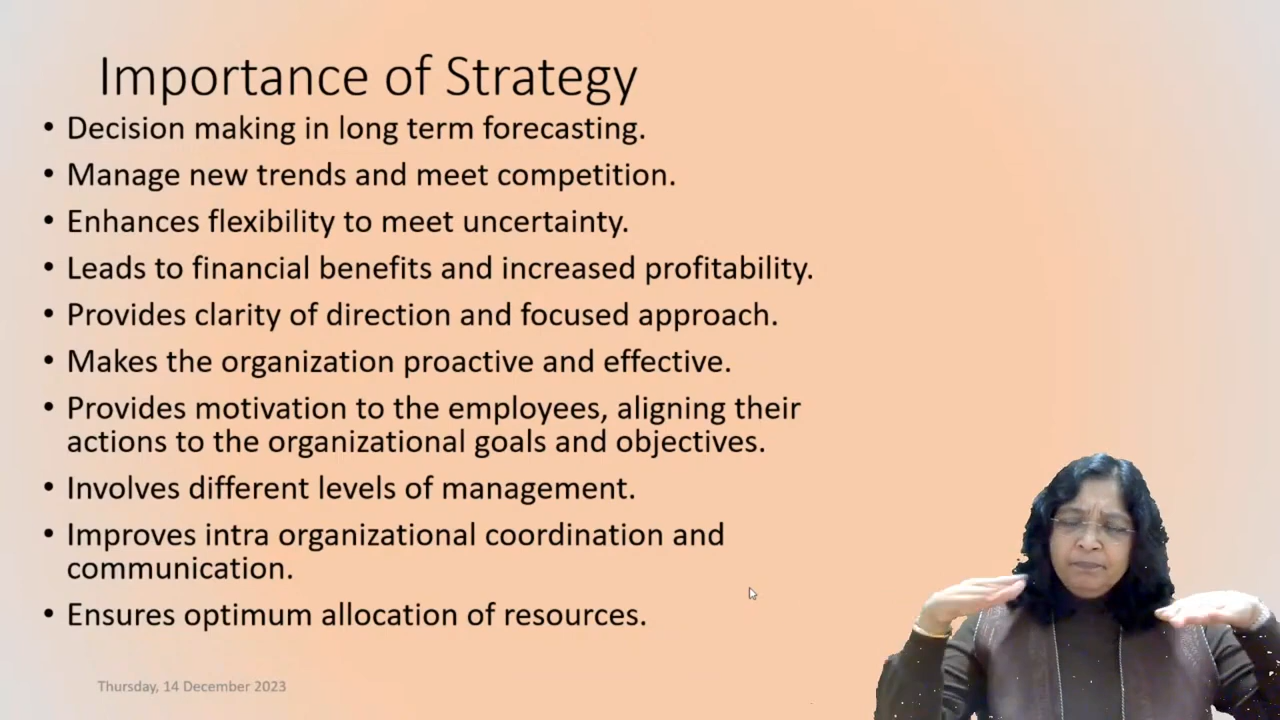 Importance of Strategy
• Decision making in long term forecasting.
• Manage new trends and meet competition.
• Enhances flexibility to meet uncertainty.
• Leads to financial benefits and increased profitability.
• Provides clarity of direction and focused approach.
• Makes the organization proactive and effective.
• Provides motivation to the employees, aligning their
actions to the organizational goals and objectives.
• Involves different levels of management.
• Improves intra organizational coordination and
communication.
• Ensures optimum allocation of resources.
Thursday, 14 December 2023